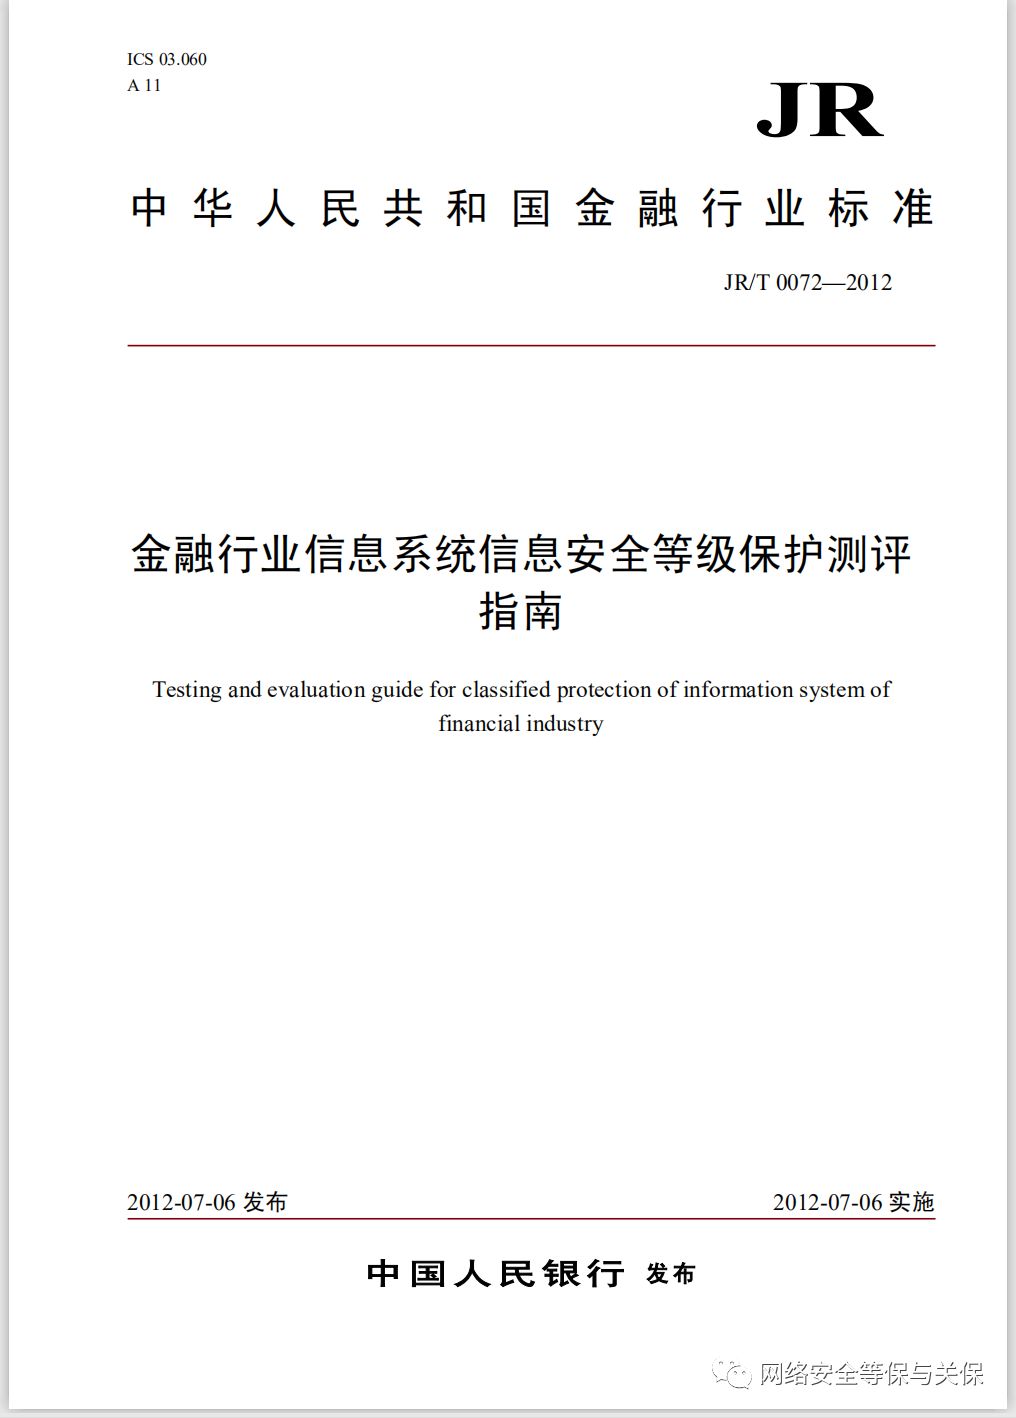 ICS 03.060
A 11
JR
中华人民共和国金融行业标准
JR/T 0072—2012
金融行业信息系统信息安全等级保护测评
指南
Testing and evaluation guide for classified protection of information system of
financial industry
2012-07-06 发布
2012-07-06 实施
中国人民银行 发布
网络安全等保与关保